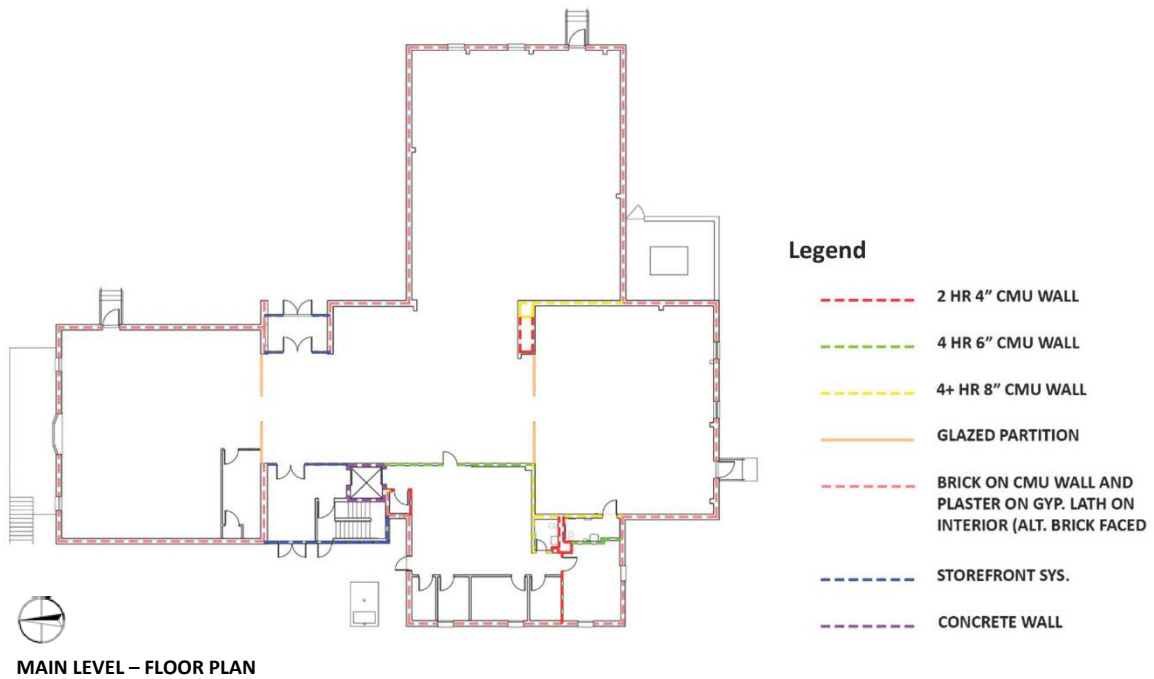 Legend
2 HR 4” CMU WALL
4 HR 6” CMU WALL
4+ HR 8” CMU WALL
GLAZED PARTITION
BRICK ON CMU WALL AND
PLASTER ON GYP. LATH ON
INTERIOR (ALT. BRICK FACED
STOREFRONT SYS.
CONCRETE WALL
MAIN LEVEL – FLOOR PLAN